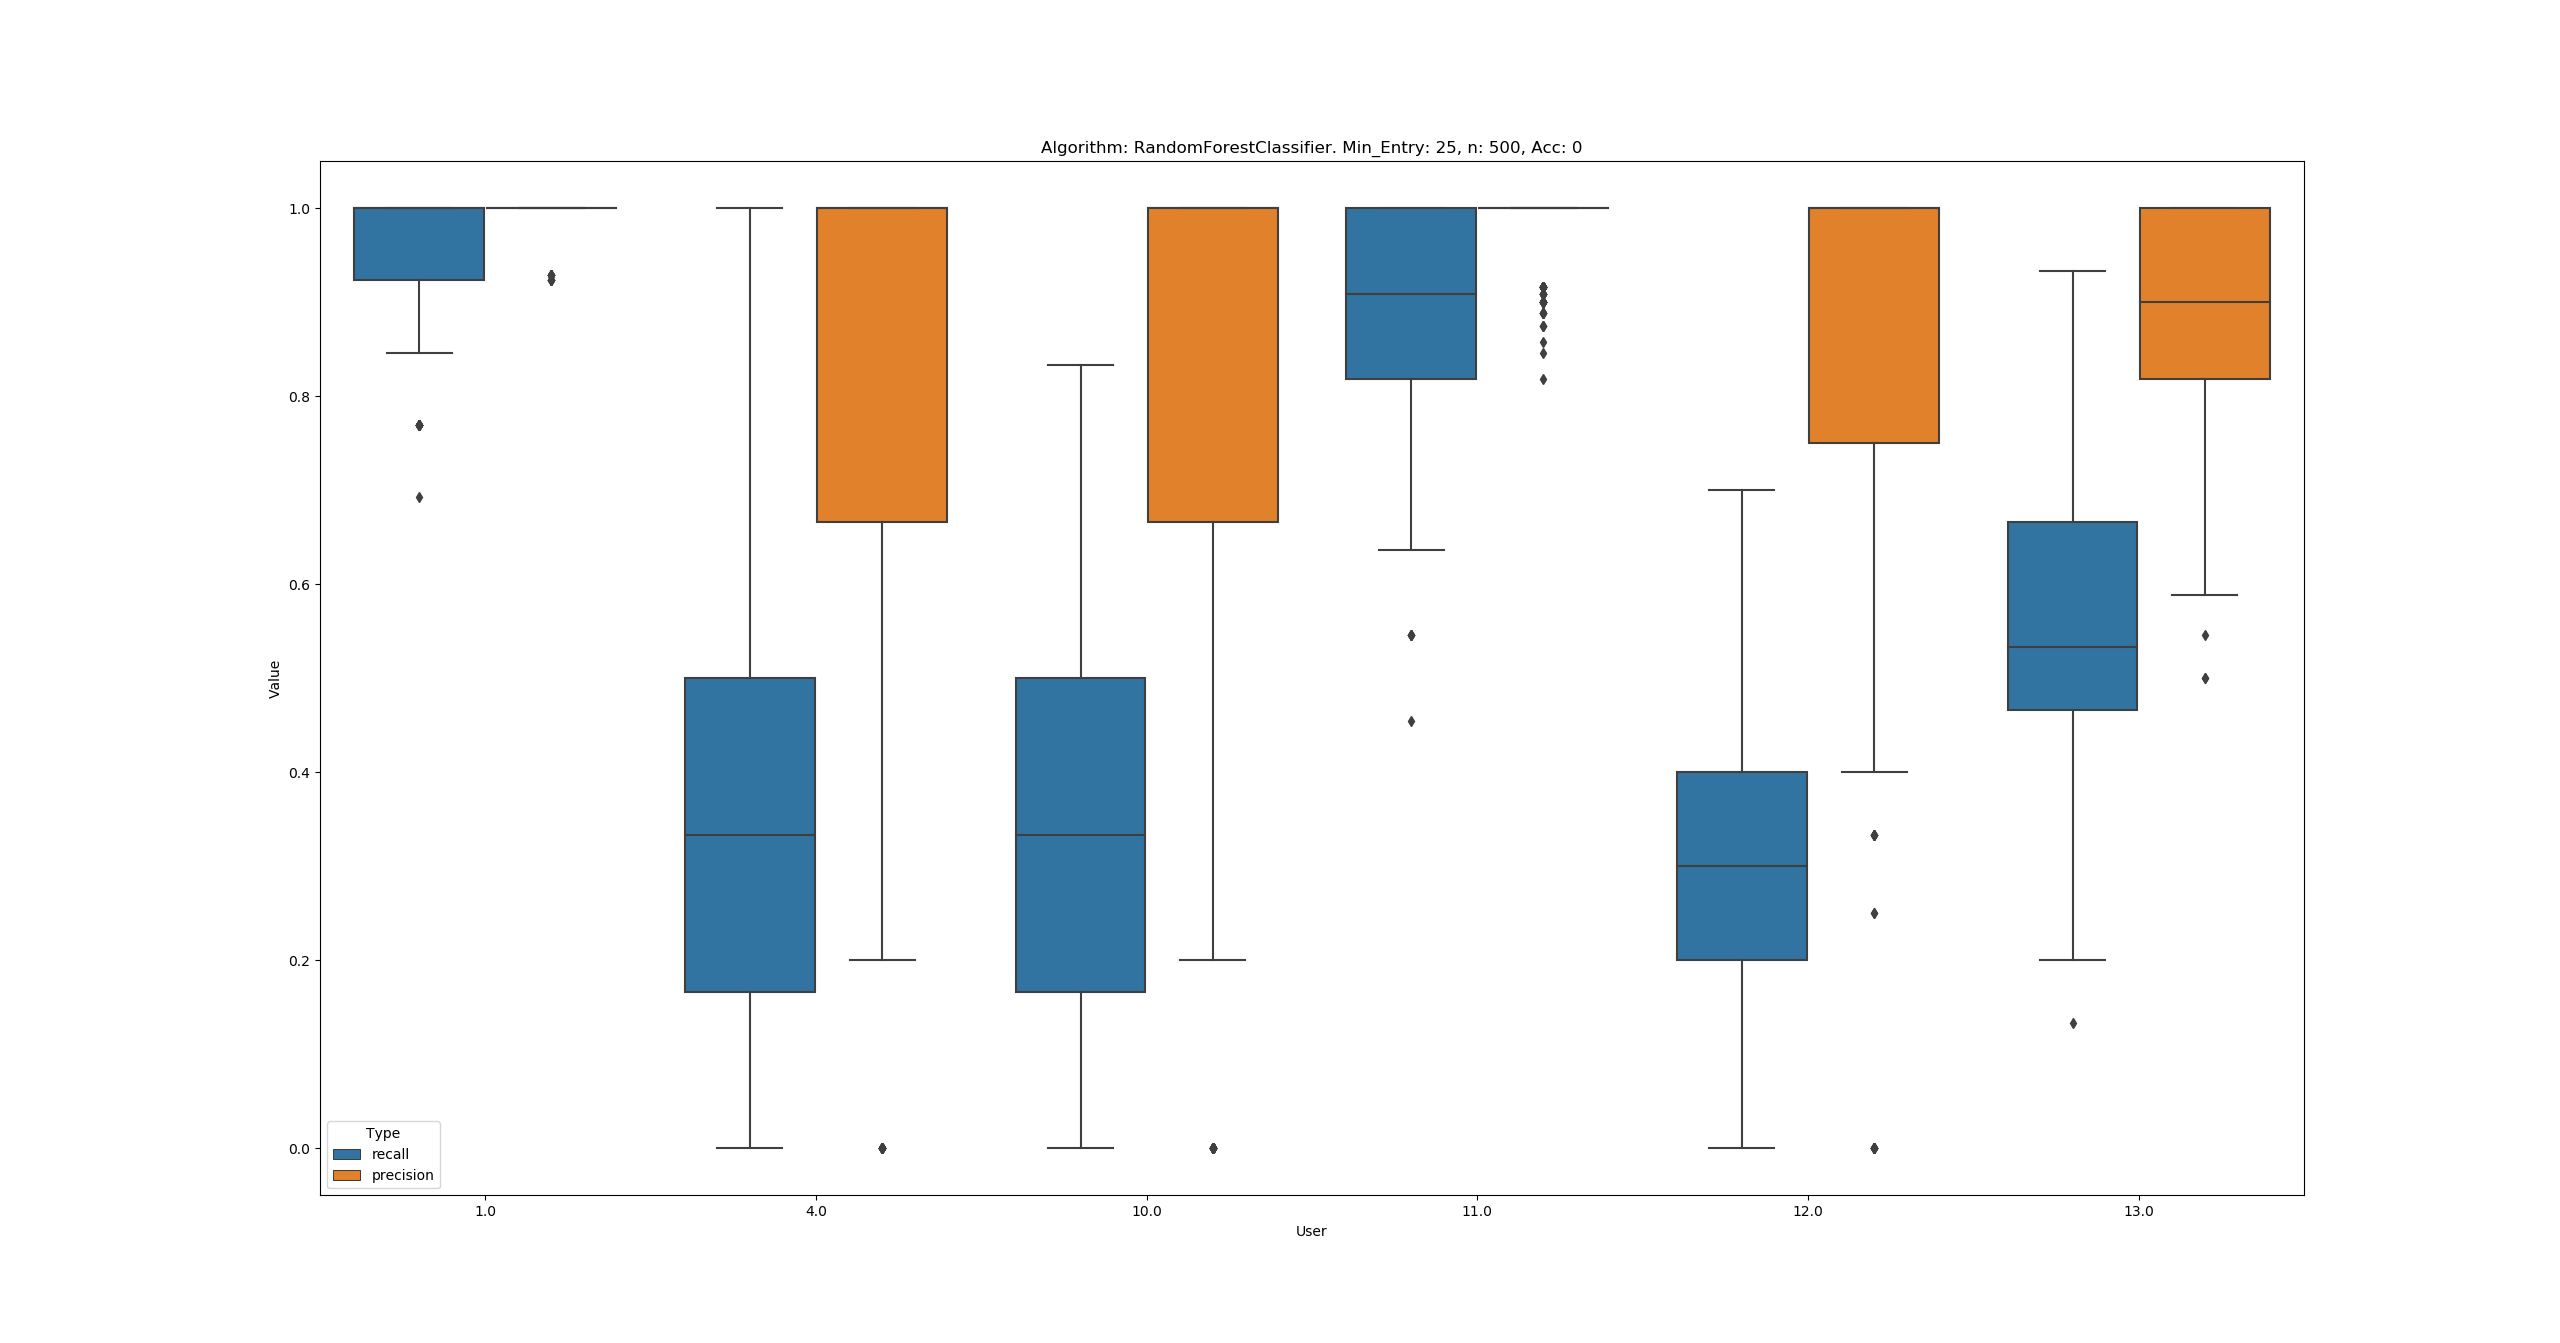 Algorithm: RandomForestClassifier. Min_Entry: 25, n: 500, Acc: 0
1.0
0.8
0.6
0.4
0.2
0.0
Value
Type
recall
precision
1.0 4.0 10.0 11.0 12.0 13.0
User